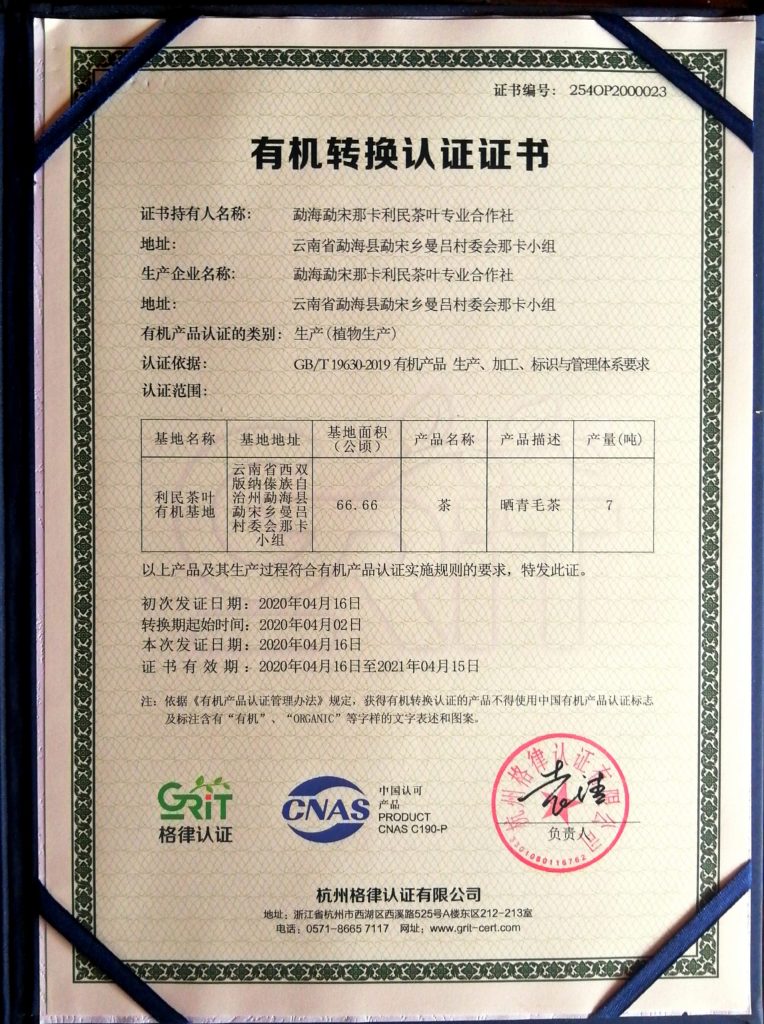 证书编号: 254OP2000023
有机转换认证证书
证书持有人名称: 勐海勐宋那卡利民茶叶专业合作社
地址: 云南省勐海县勐宋乡曼吕村委会那卡小组
生产企业名称: 勐海勐宋那卡利民茶叶专业合作社
地址: 云南省勐海县勐宋乡曼吕村委会那卡小组
有机产品认证的类别: 生产(植物生产)
认证依据: GB/T 19630-2019 有机产品 生产、加工、标识与管理体系要求
认证范围:
基地名称 基地地址 基地面积(公顷) 产品名称 产品描述 产量(吨)
利民茶叶有机基地 云南省西双版纳傣族自治州勐海县勐宋乡曼吕村委会那卡小组 66.66 茶 晒青毛茶 7
以上产品及其生产过程符合有机产品认证实施规则的要求，特发此证。
初次发证日期: 2020年04月16日
转换期起始时间: 2020年04月02日
本次发证日期: 2020年04月16日
证书有效期: 2020年04月16日至2021年04月15日
注: 依据《有机产品认证管理办法》规定，获得有机转换认证的产品不得使用中国有机产品认证标志
及标注含有“有机”、“ORGANIC”等字样的文字表述和图案。
GRiT
格律认证
CNAS
中国认可
产品
PRODUCT
CNAS C190-P
杭州格律认证有限公司
负责人
3301080116762
杭州格律认证有限公司
地址: 浙江省杭州市西湖区西溪路525号A楼东区212-213室
电话: 0571-8665 7117 网址: www.grit-cert.com